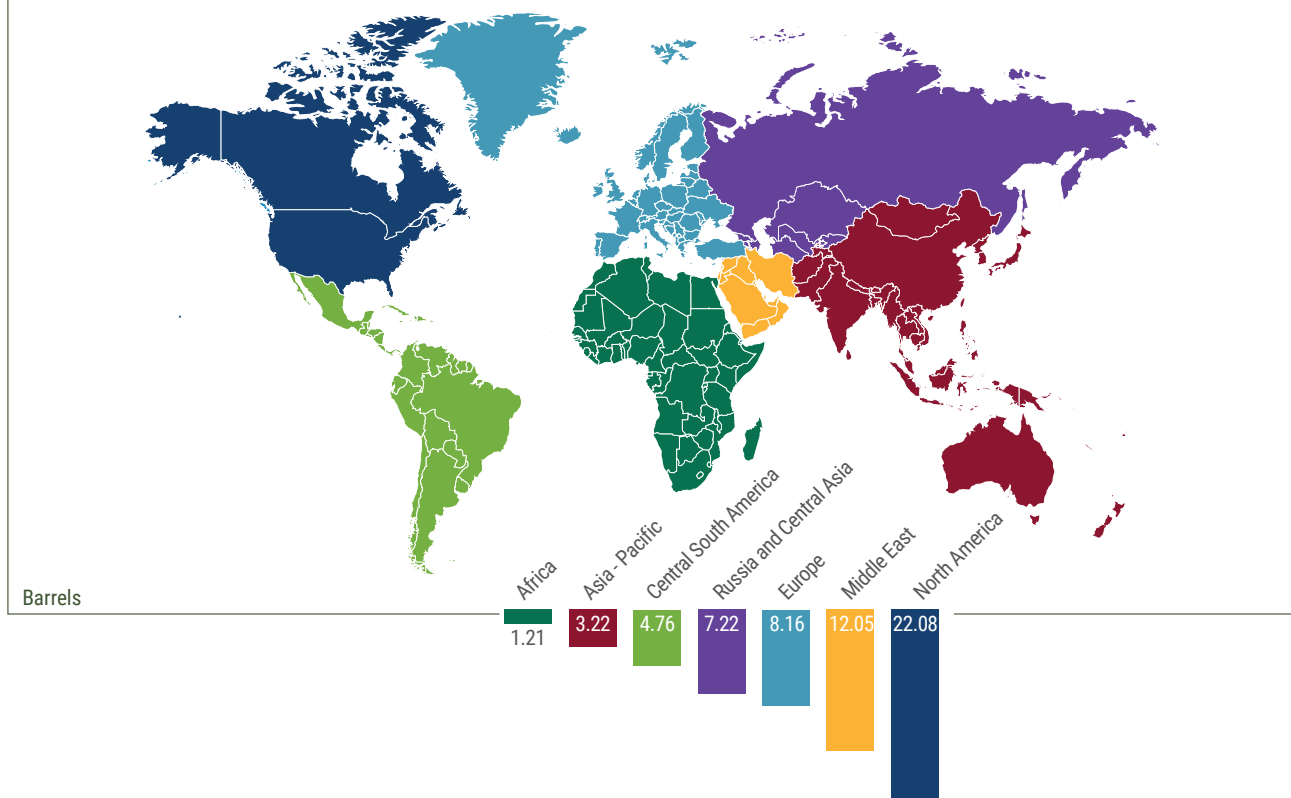 Barrels
Africa
Asia - Pacific
Central South America
Russia and Central Asia
Europe
Middle East
North America
1.21
3.22
4.76
7.22
8.16
12.05
22.08